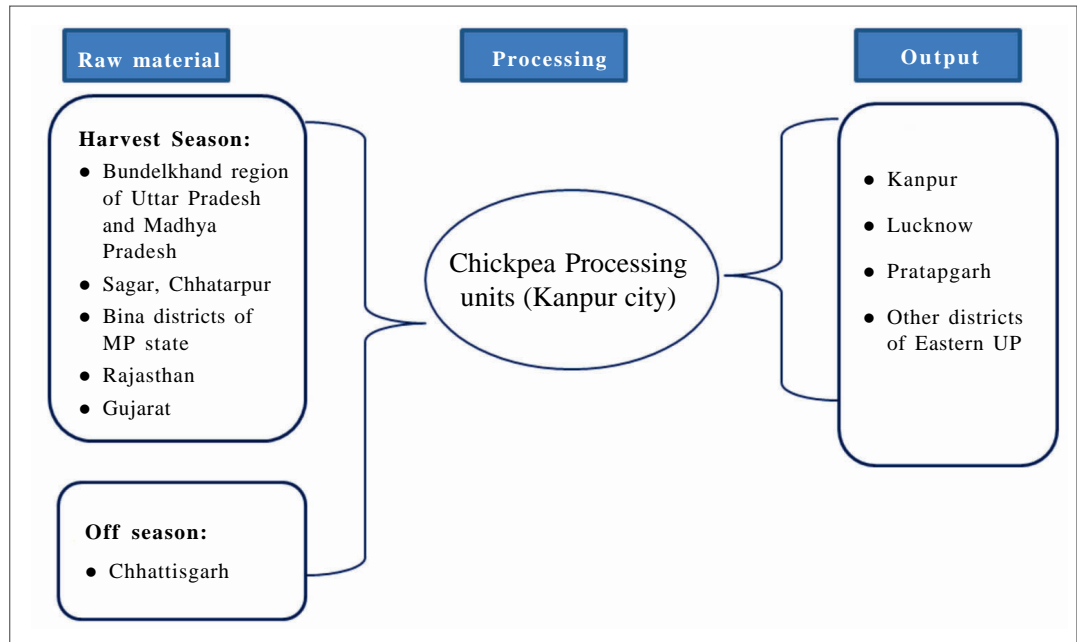 Raw material
Processing
Output
Harvest Season:
● Bundelkhand region
of Uttar Pradesh
and Madhya
Pradesh
● Sagar, Chhatarpur
● Bina districts of
MP state
● Rajasthan
● Gujarat
Off season:
● Chhattisgarh
Chickpea Processing
units (Kanpur city)
● Kanpur
● Lucknow
● Pratapgarh
● Other districts
of Eastern UP